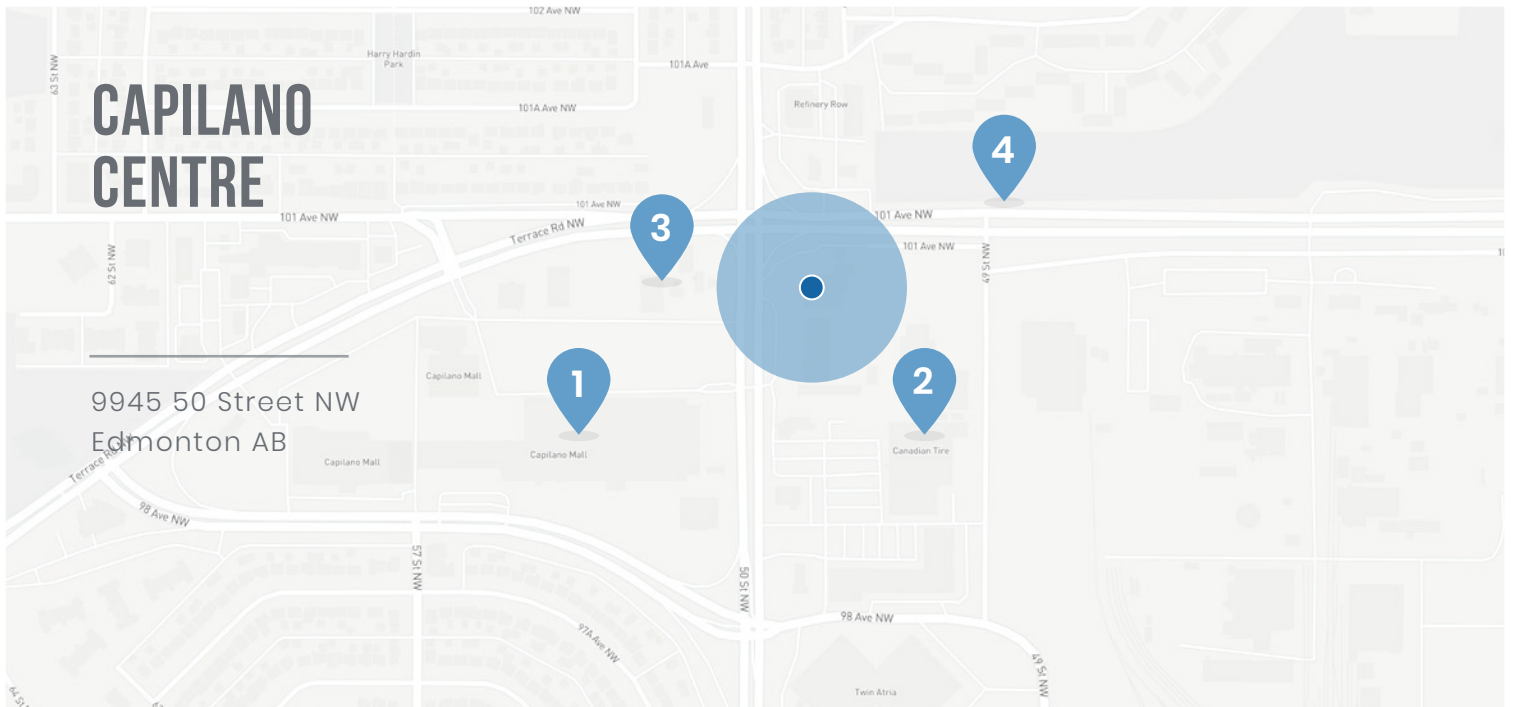 102 Ave NW
63 St NW
Harry Hardin
Park
101A Ave
101A Ave NW
Refinery Row
CAPILANO
CENTRE
4
101 Ave NW
101 Ave NW
101 Ave NW
3
Terrace Rd NW
101 Ave NW
62 St NW
49 St NW
Capilano Mall
1
2
9945 50 Street NW
Edmonton AB
Terrace Rd NW
Capilano Mall
Capilano Mall
Canadian Tire
98 Ave NW
57 St NW
50 St NW
98 Ave NW
97A Ave NW
49 St NW
Twin Atria